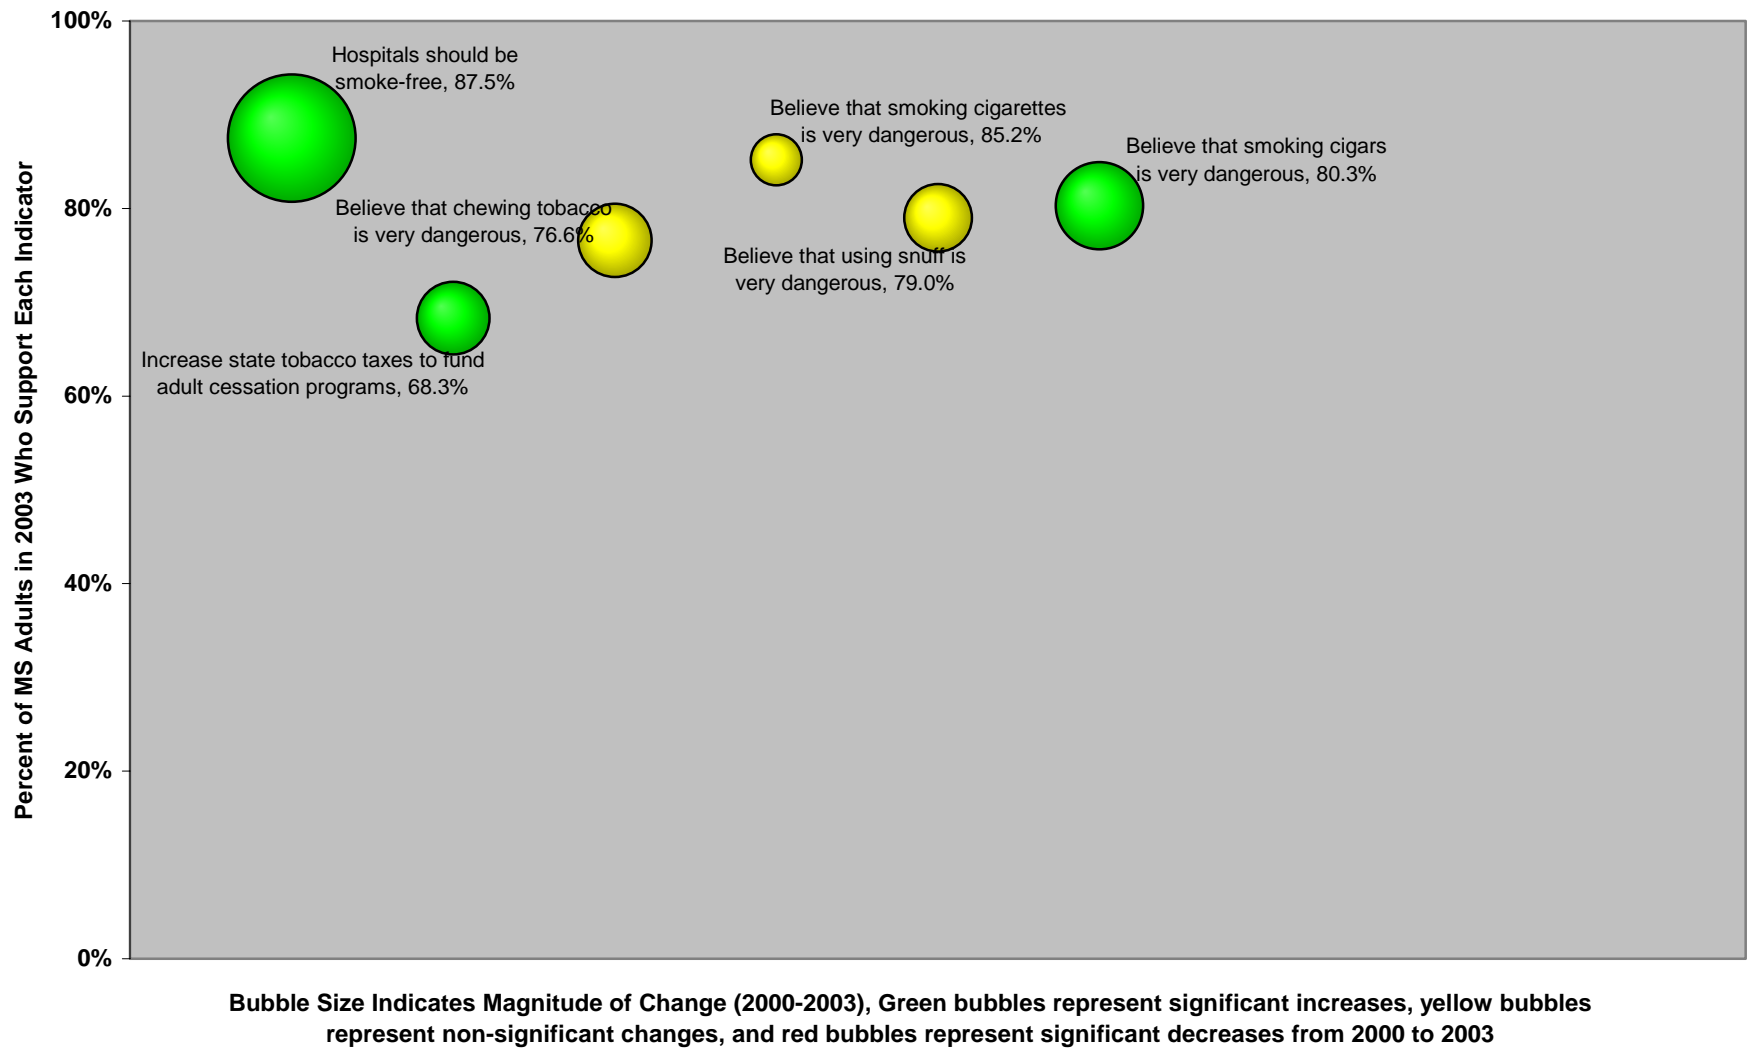 100%
80%
60%
40%
20%
0%
Percent of MS Adults in 2003 Who Support Each Indicator
Hospitals should be
smoke-free, 87.5%
Believe that smoking cigarettes
is very dangerous, 85.2%
Believe that smoking cigars
is very dangerous, 80.3%
Believe that chewing tobacco
is very dangerous, 76.6%
Believe that using snuff is
very dangerous, 79.0%
Increase state tobacco taxes to fund
adult cessation programs, 68.3%
Bubble Size Indicates Magnitude of Change (2000-2003), Green bubbles represent significant increases, yellow bubbles
represent non-significant changes, and red bubbles represent significant decreases from 2000 to 2003